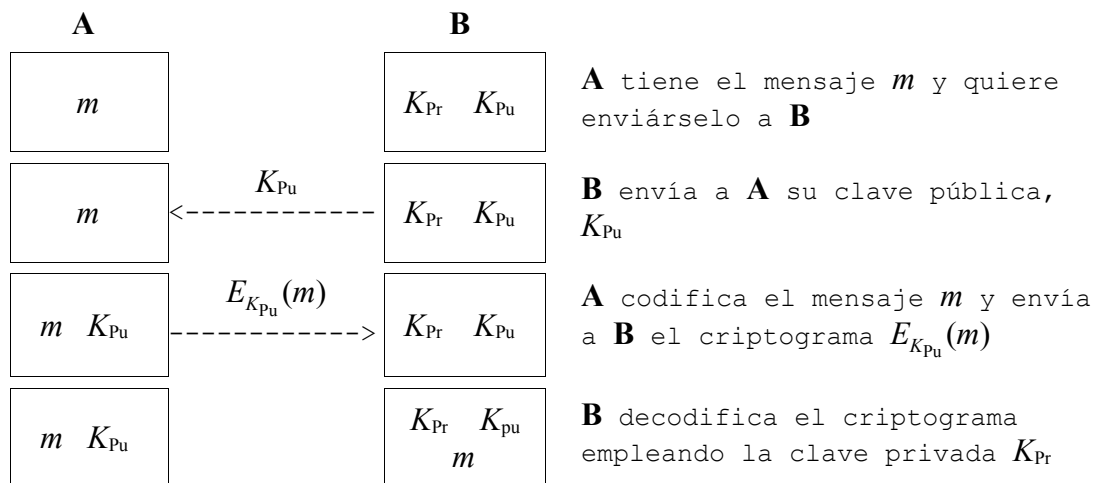 A B
m K_Pr K_Pu A tiene el mensaje m y quiere
enviárselo a B
K_Pu
m K_Pr K_Pu B envía a A su clave pública,
K_Pu
E_{K_Pu}(m)
m K_Pu K_Pr K_Pu A codifica el mensaje m y envía
a B el criptograma E_{K_Pu}(m)
m K_Pu K_Pr K_pu B decodifica el criptograma
m empleando la clave privada K_Pr